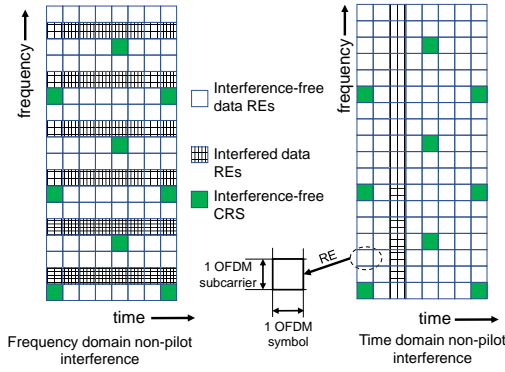 frequency
time
Frequency domain non-pilot
interference
Interference-free
data REs
Interfered data
REs
Interference-free
CRS
1 OFDM
subcarrier
RE
1 OFDM
symbol
frequency
time
Time domain non-pilot
interference